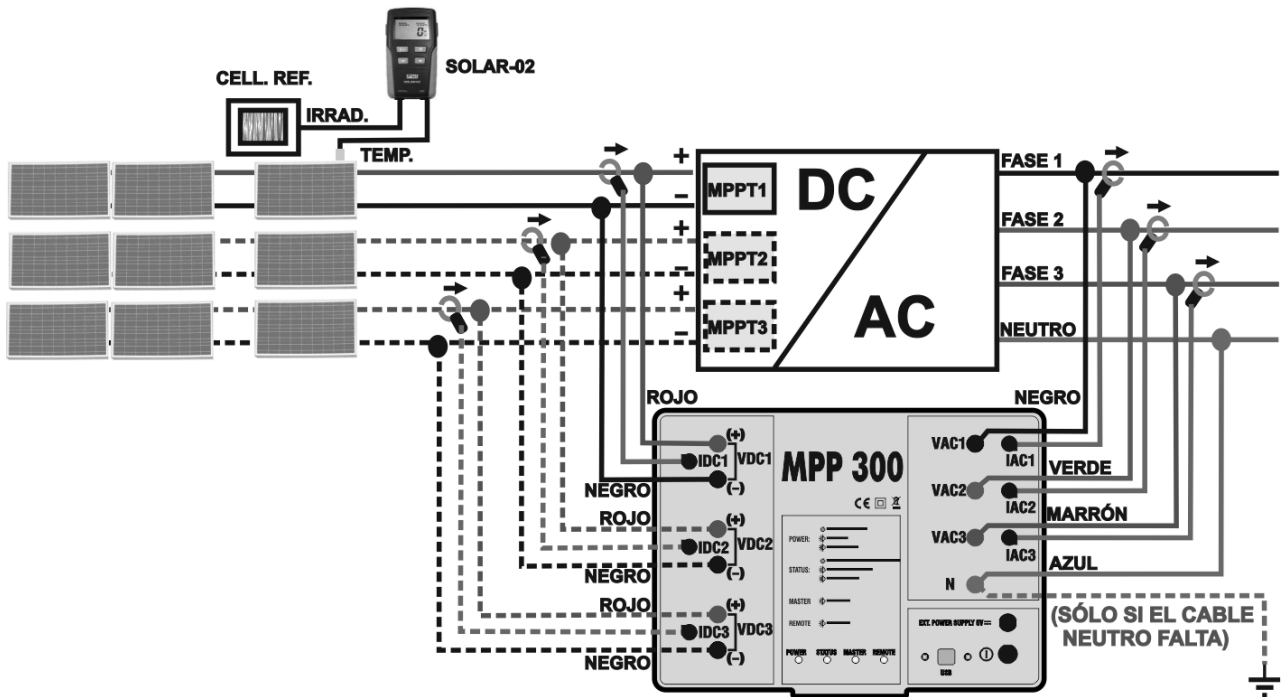 SOLAR-02
CELL. REF.
IRRAD.
TEMP.
+
MPPT1
DC
FASE 1
−
+
FASE 2
MPPT2
−
+
FASE 3
AC
MPPT3
−
NEUTRO
ROJO
NEGRO
(+)
IDC1
VDC1
(−)
MPP 300
VAC1
IAC1
NEGRO
VERDE
ROJO
(+)
IDC2
VDC2
(−)
CE
VAC2
IAC2
MARRÓN
POWER:
VAC3
IAC3
NEGRO
STATUS:
AZUL
N
ROJO
(+)
IDC3
VDC3
(−)
MASTER
REMOTE
(SÓLO SI EL CABLE
NEUTRO FALTA)
EXT. POWER SUPPLY 5V
NEGRO
POWER
STATUS
MASTER
REMOTE
USB